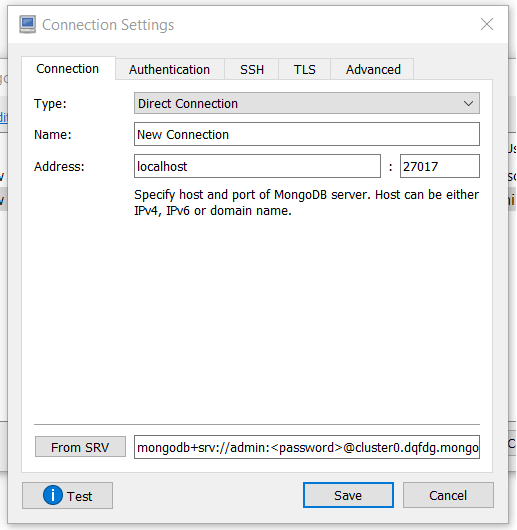 Connection Settings
Connection Authentication SSH TLS Advanced
Type: Direct Connection
Name: New Connection
Address: localhost : 27017
Specify host and port of MongoDB server. Host can be either
IPv4, IPv6 or domain name.
From SRV mongodb+srv://admin:<password>@cluster0.dqfdg.mongo
Test Save Cancel